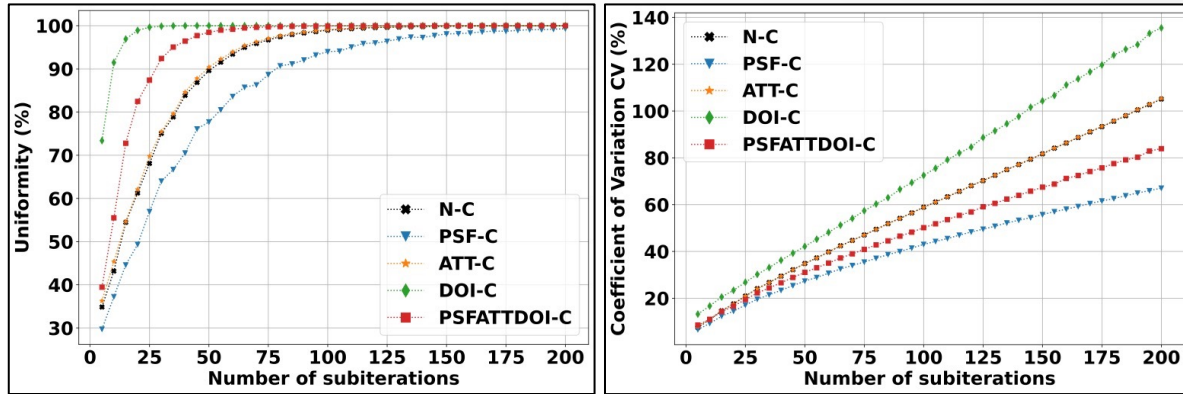 100
90
80
70
60
50
40
30
Uniformity (%)
N-C
PSF-C
ATT-C
DOI-C
PSFATTDOI-C
0 25 50 75 100 125 150 175 200
Number of subiterations
140
120
100
80
60
40
20
Coefficient of Variation CV (%)
N-C
PSF-C
ATT-C
DOI-C
PSFATTDOI-C
0 25 50 75 100 125 150 175 200
Number of subiterations